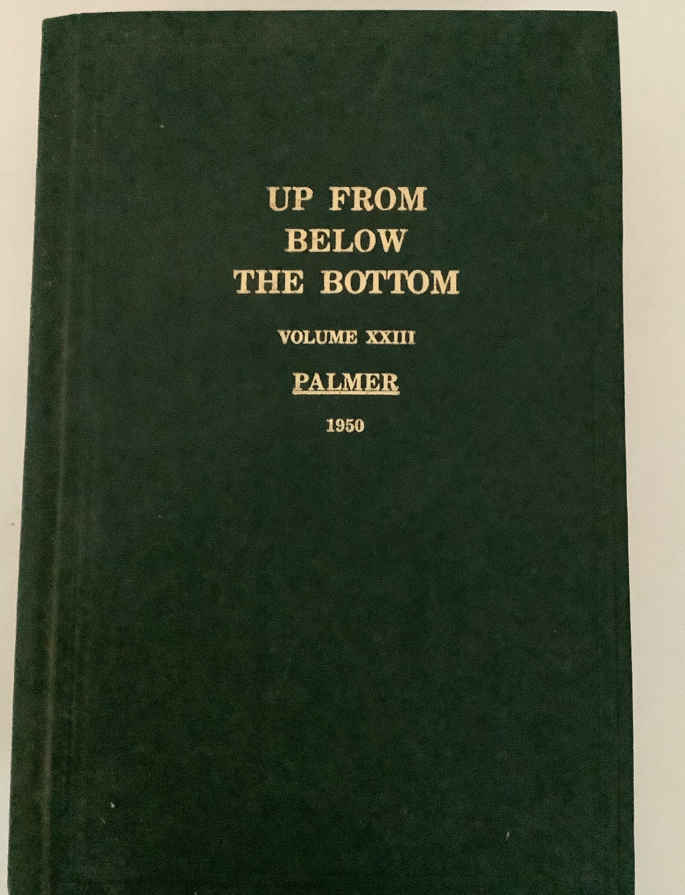 UP FROM
BELOW
THE BOTTOM
VOLUME XXIII
PALMER
1950